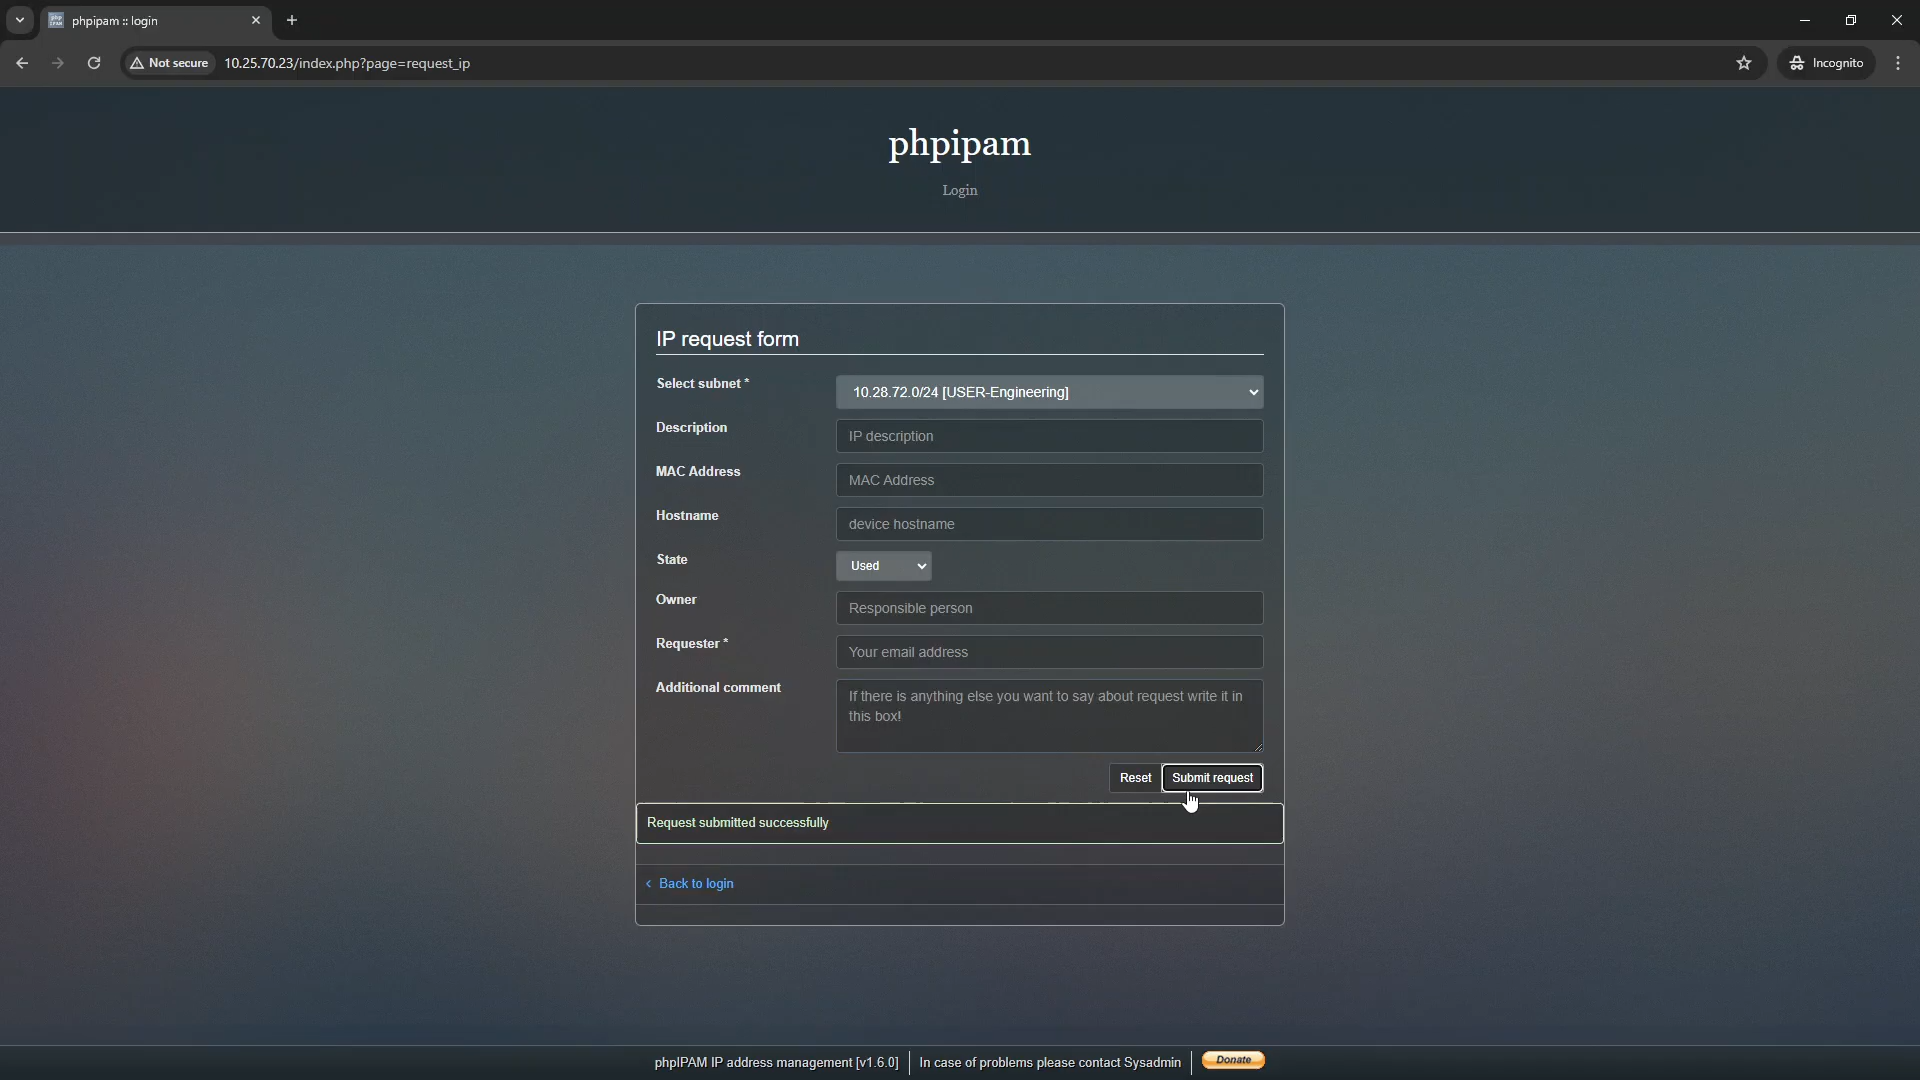 phpipam :: login
Not secure
10.25.70.23/index.php?page=request_ip
Incognito
phpipam
Login
IP request form
Select subnet *
10.28.72.0/24 [USER-Engineering]
Description
IP description
MAC Address
MAC Address
Hostname
device hostname
State
Used
Owner
Responsible person
Requester *
Your email address
Additional comment
If there is anything else you want to say about request write it in
this box!
Reset
Submit request
Request submitted successfully
< Back to login
phpIPAM IP address management [v1.6.0]
In case of problems please contact Sysadmin
Donate